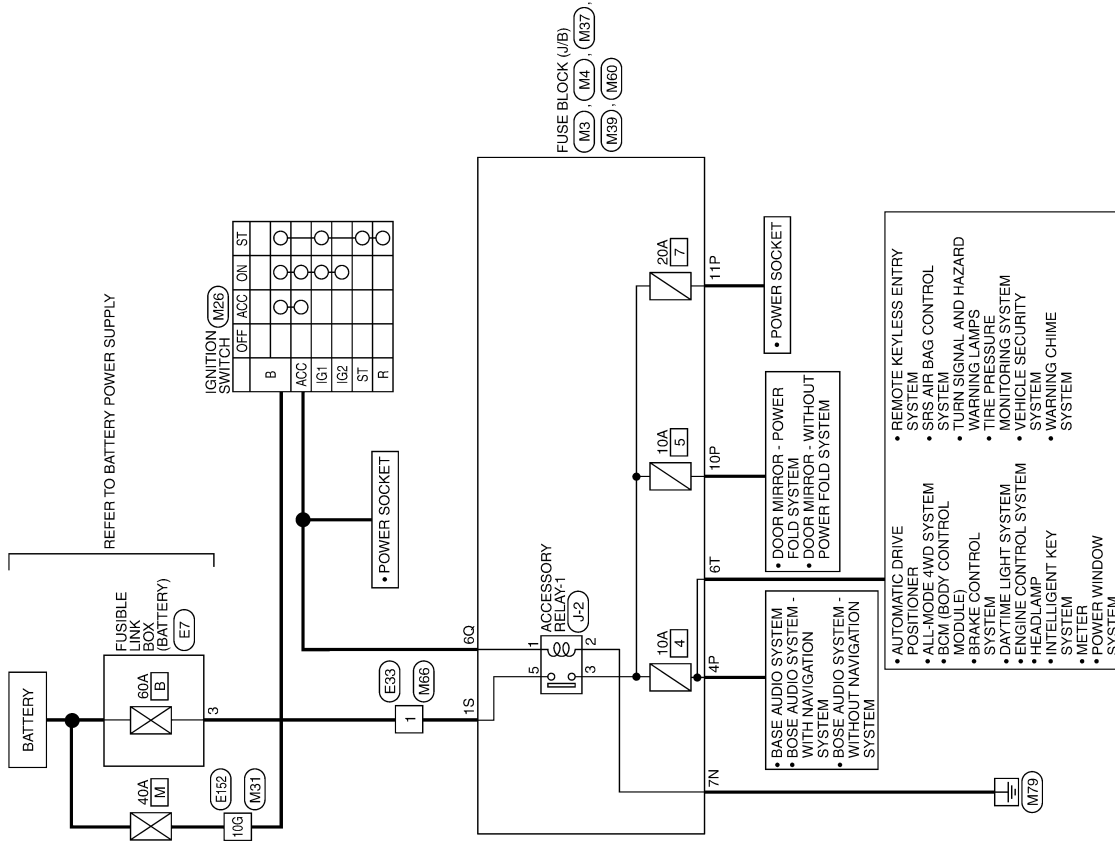 REFER TO BATTERY POWER SUPPLY
BATTERY
FUSIBLE
LINK
BOX
(BATTERY)
E7
60A
B
3
40A
M
10G
E152
M31
IGNITION
SWITCH
M26
OFF ACC ON ST
B
ACC
IG1
IG2
ST
R
• POWER SOCKET
1
E33
M66
1S
6Q
FUSE BLOCK (J/B)
M3 , M4 , M37 ,
M39 , M60
ACCESSORY
RELAY-1
J-2
5 1
3 2
10A
4
10A
5
20A
7
7N
4P
6T
10P
11P
M79
• BASE AUDIO SYSTEM
• BOSE AUDIO SYSTEM -
WITH NAVIGATION
SYSTEM
• BOSE AUDIO SYSTEM -
WITHOUT NAVIGATION
SYSTEM
• DOOR MIRROR - POWER
FOLD SYSTEM
• DOOR MIRROR - WITHOUT
POWER FOLD SYSTEM
• POWER SOCKET
• AUTOMATIC DRIVE
POSITIONER
• ALL-MODE 4WD SYSTEM
• BCM (BODY CONTROL
MODULE)
• BRAKE CONTROL
SYSTEM
• DAYTIME LIGHT SYSTEM
• ENGINE CONTROL SYSTEM
• HEADLAMP
• INTELLIGENT KEY
SYSTEM
• METER
• POWER WINDOW
SYSTEM
• REMOTE KEYLESS ENTRY
SYSTEM
• SRS AIR BAG CONTROL
SYSTEM
• TURN SIGNAL AND HAZARD
WARNING LAMPS
• TIRE PRESSURE
MONITORING SYSTEM
• VEHICLE SECURITY
SYSTEM
• WARNING CHIME
SYSTEM